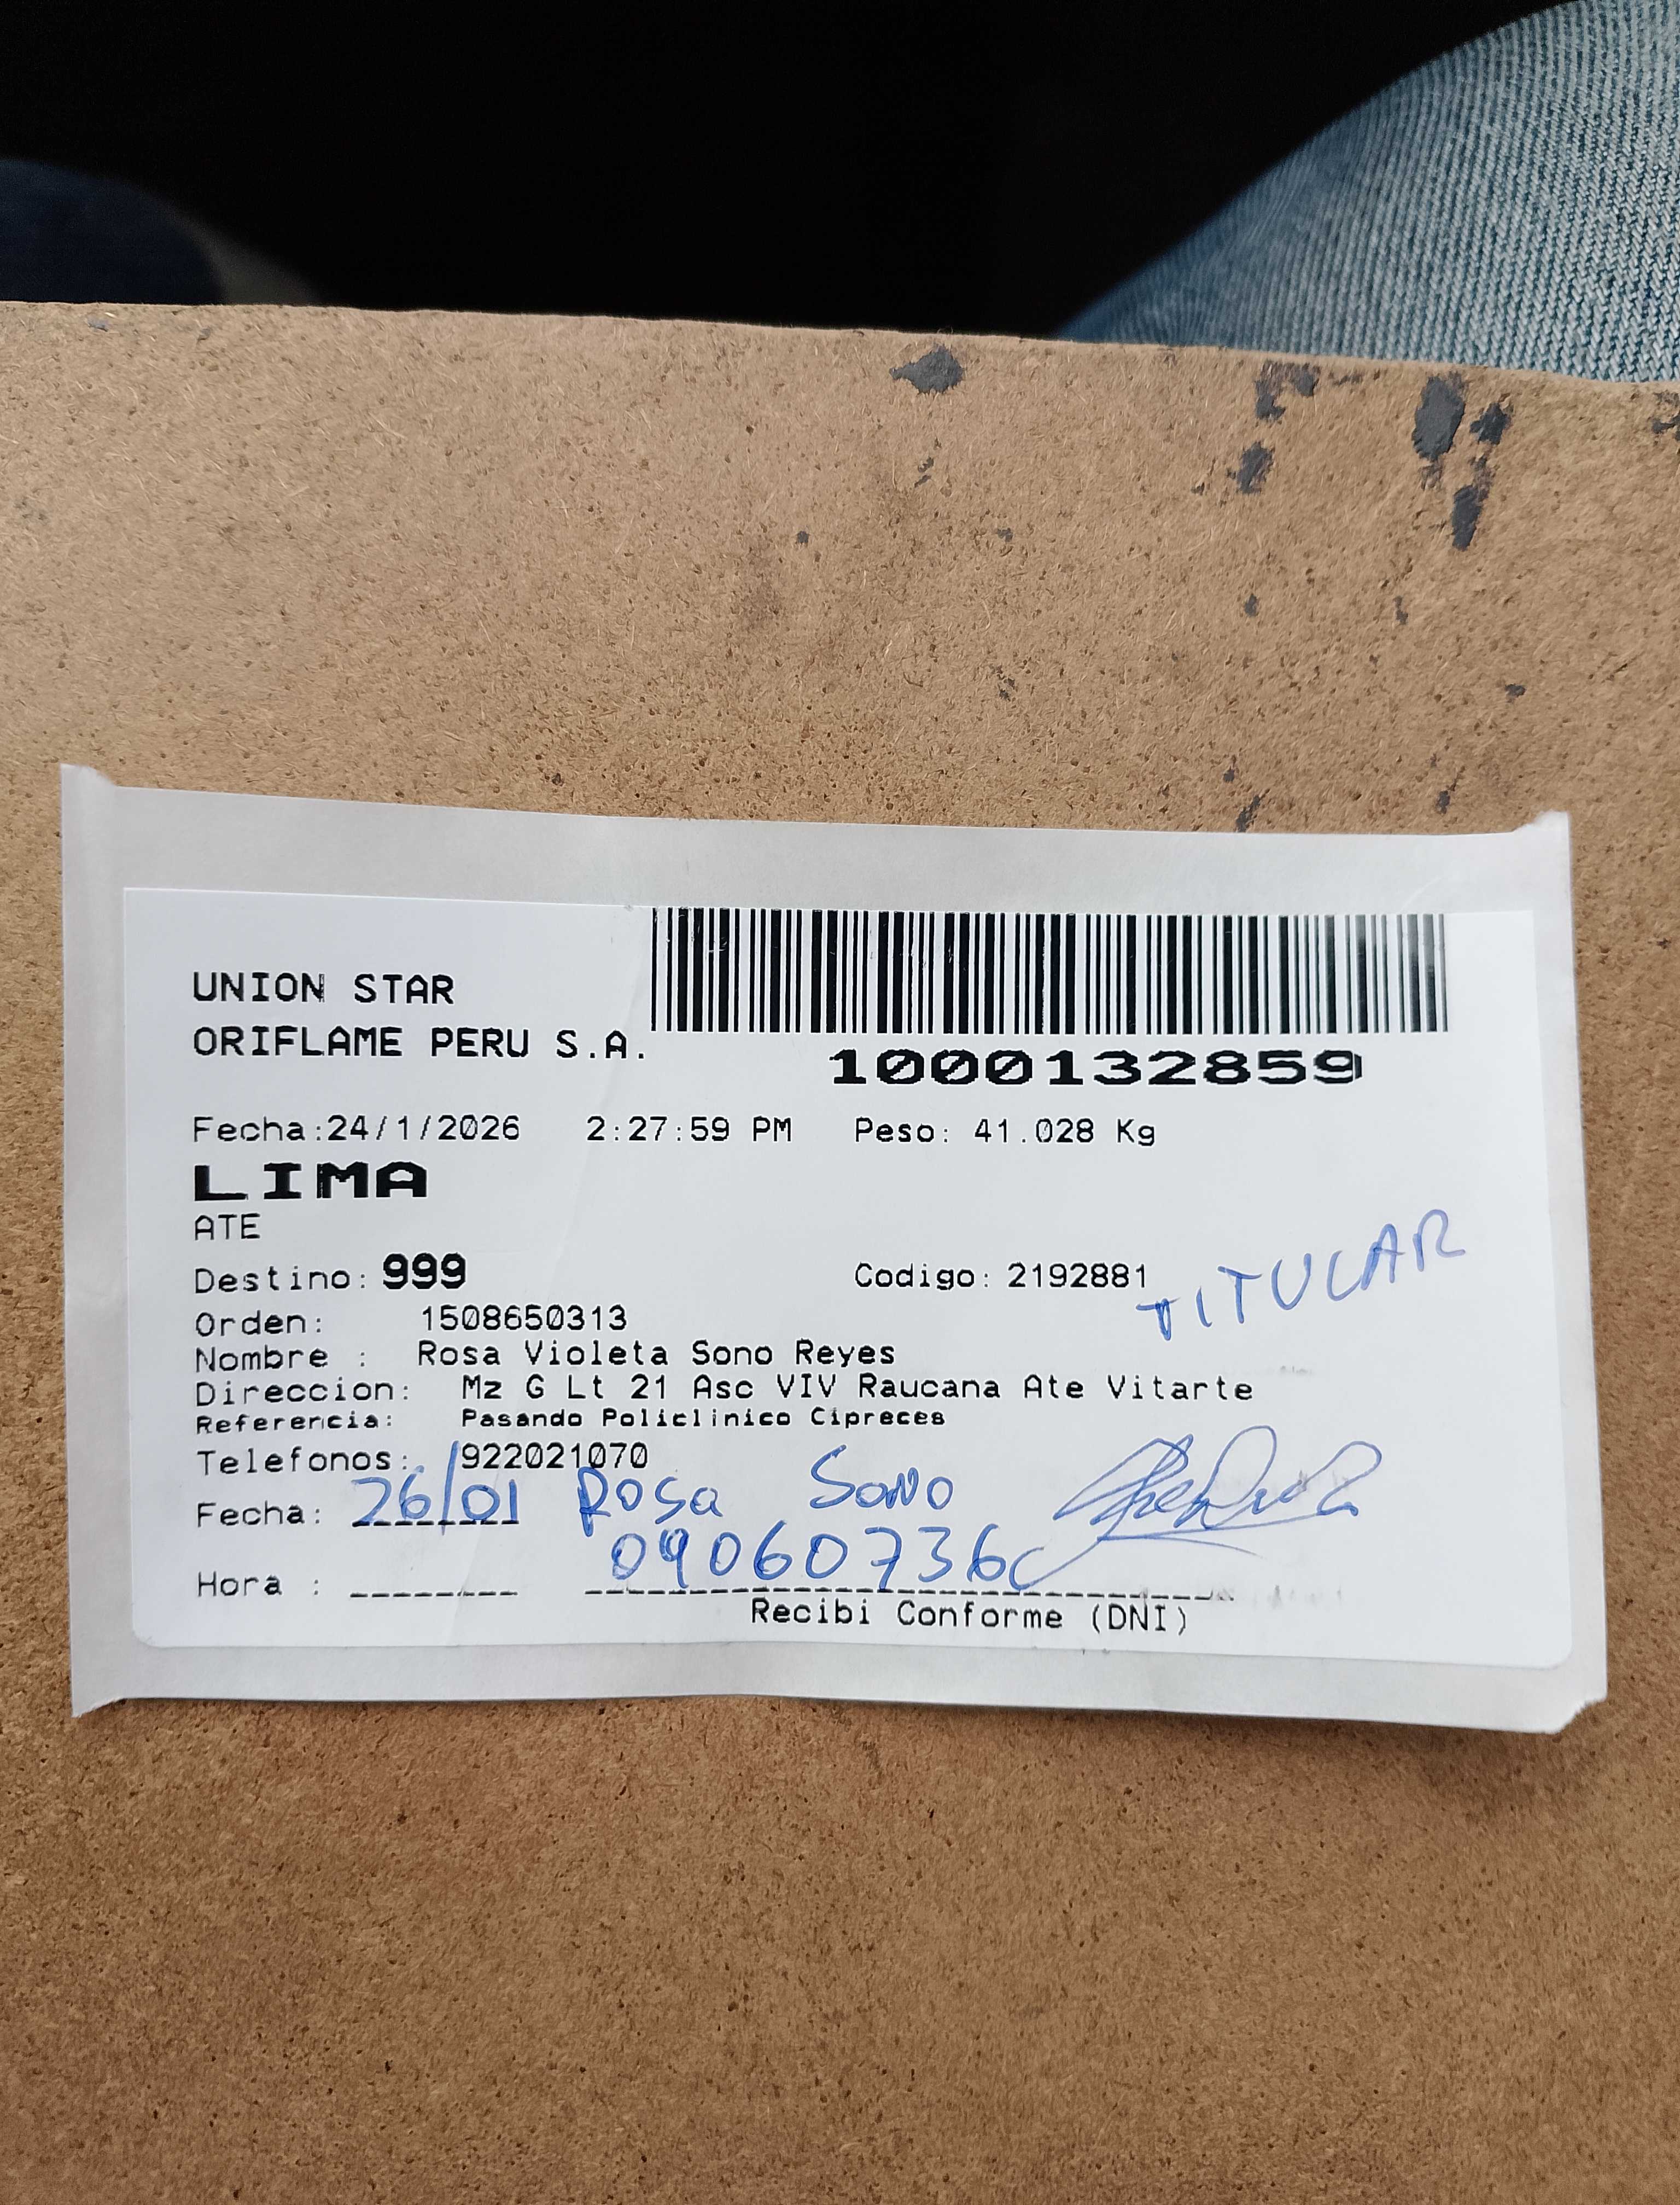 UNION STAR
ORIFLAME PERU S.A.
1000132859
Fecha:24/1/2026 2:27:59 PM Peso: 41.028 Kg
LIMA
ATE
Destino: 999 Codigo: 2192881
TITULAR
Orden: 1508650313
Nombre : Rosa Violeta Sono Reyes
Direccion: Mz G Lt 21 Asc VIV Raucana Ate Vitarte
Referencia: Pasando Policlinico Cipreces
Telefonos: 922021070
Fecha: 26/01 Rosa Sono
09060736
Hora :
Recibi Conforme (DNI)